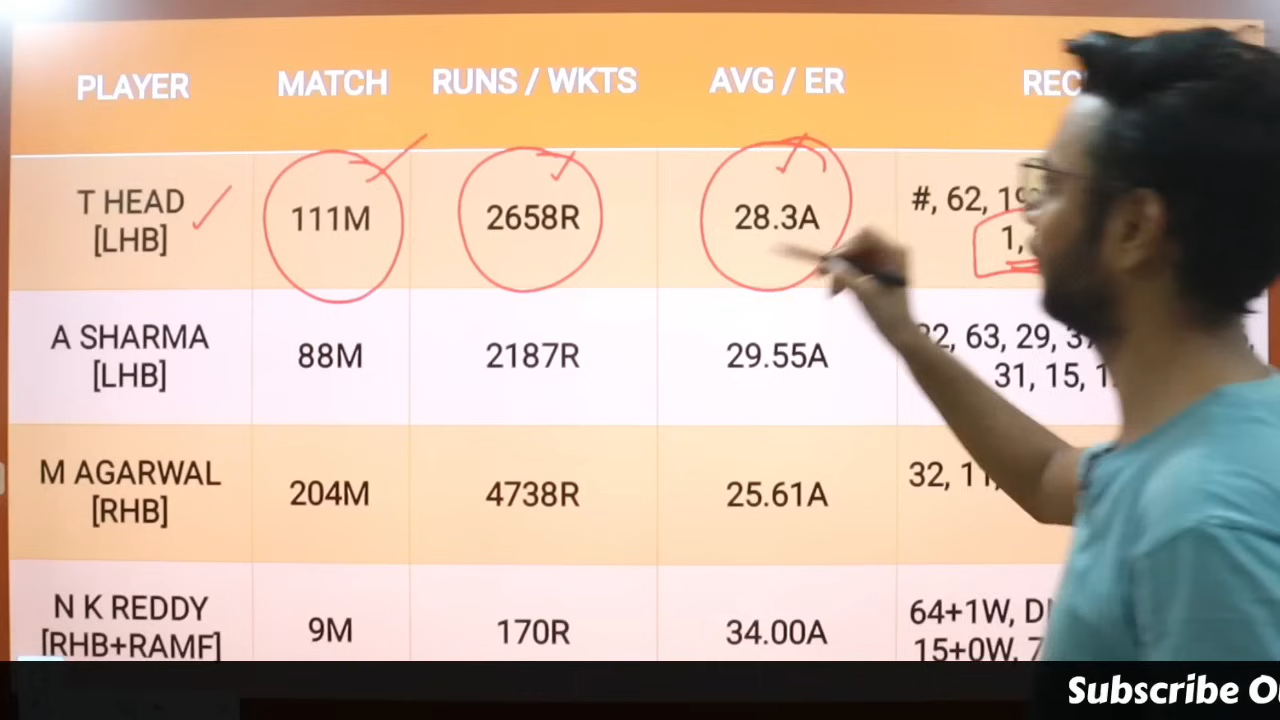 PLAYER MATCH RUNS / WKTS AVG / ER
T HEAD 111M 2658R 28.3A #, 62,
[LHB] 1,
A SHARMA 88M 2187R 29.55A 63, 29,
[LHB] 31, 15,
M AGARWAL 204M 4738R 25.61A 32,
[RHB]
N K REDDY 9M 170R 34.00A 64+1W,
[RHB+RAMF] 15+0W,
Subscribe